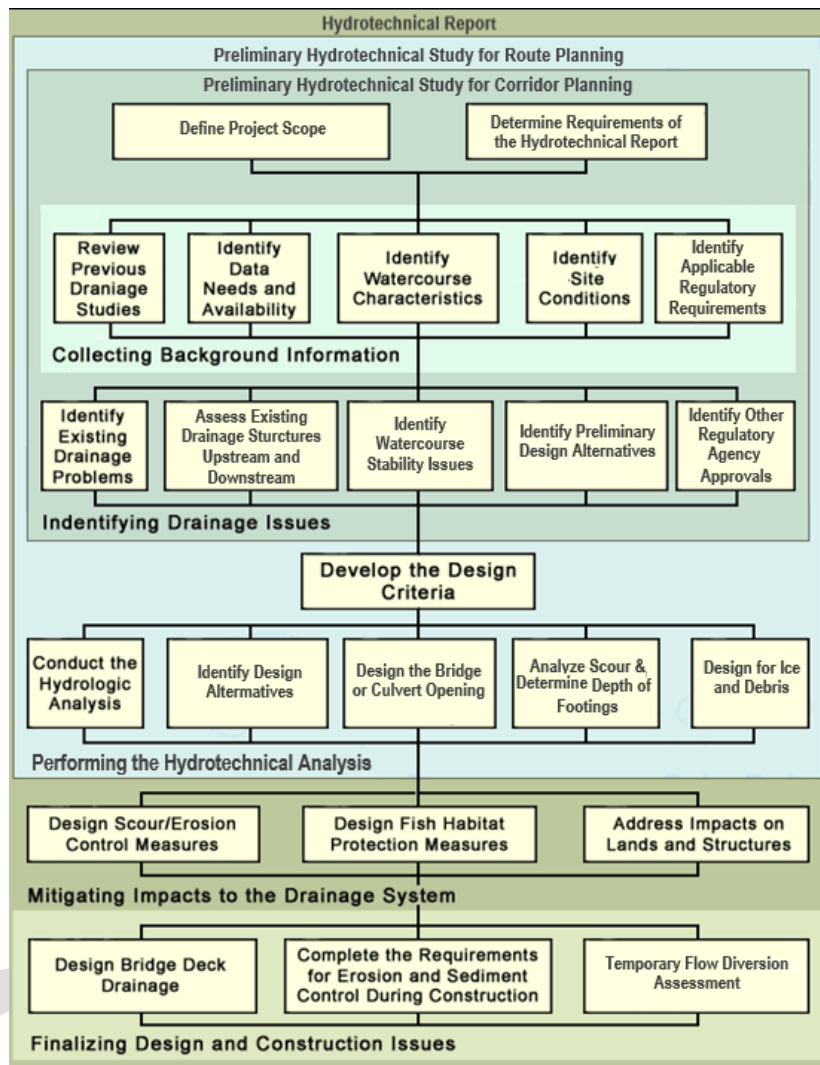 Hydrotechnical Report
Preliminary Hydrotechnical Study for Route Planning
Preliminary Hydrotechnical Study for Corridor Planning
Define Project Scope
Determine Requirements of
the Hydrotechnical Report
Review
Previous
Draniage
Studies
Identify
Data
Needs and
Availability
Identify
Watercourse
Characteristics
Identify
Site
Conditions
Identify
Applicable
Regulatory
Requirements
Collecting Background Information
Identify
Existing
Drainage
Problems
Assess Existing
Drainage Sturctures
Upstream and
Downstream
Identify
Watercourse
Stability Issues
Identify Preliminary
Design Alternatives
Identify Other
Regulatory
Agency
Approvals
Indentifying Drainage Issues
Develop the Design
Criteria
Conduct the
Hydrologic
Analysis
Identify Design
Alternatives
Design the Bridge
or Culvert Opening
Analyze Scour &
Determine Depth of
Footings
Design for Ice
and Debris
Performing the Hydrotechnical Analysis
Design Scour/Erosion
Control Measures
Design Fish Habitat
Protection Measures
Address Impacts on
Lands and Structures
Mitigating Impacts to the Drainage System
Design Bridge Deck
Drainage
Complete the Requirements
for Erosion and Sediment
Control During Construction
Temporary Flow Diversion
Assessment
Finalizing Design and Construction Issues